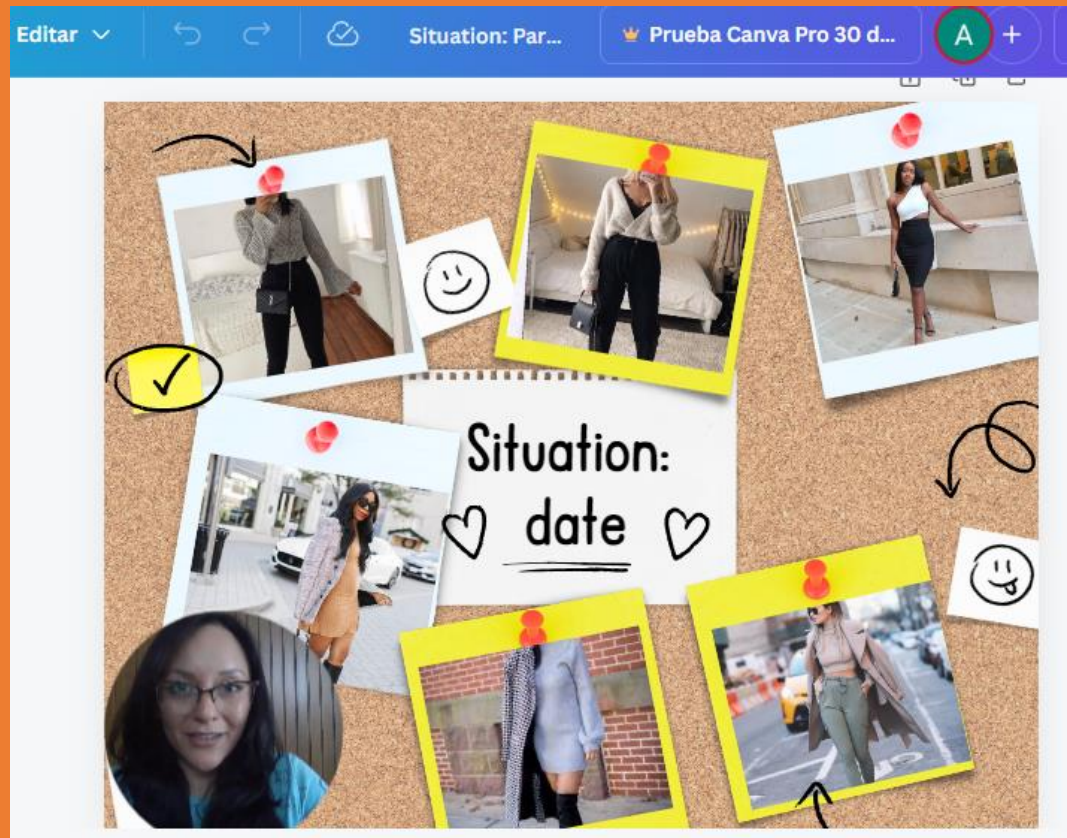 Editar
Situation: Par...
Prueba Canva Pro 30 d...
A
+
Situation:
date